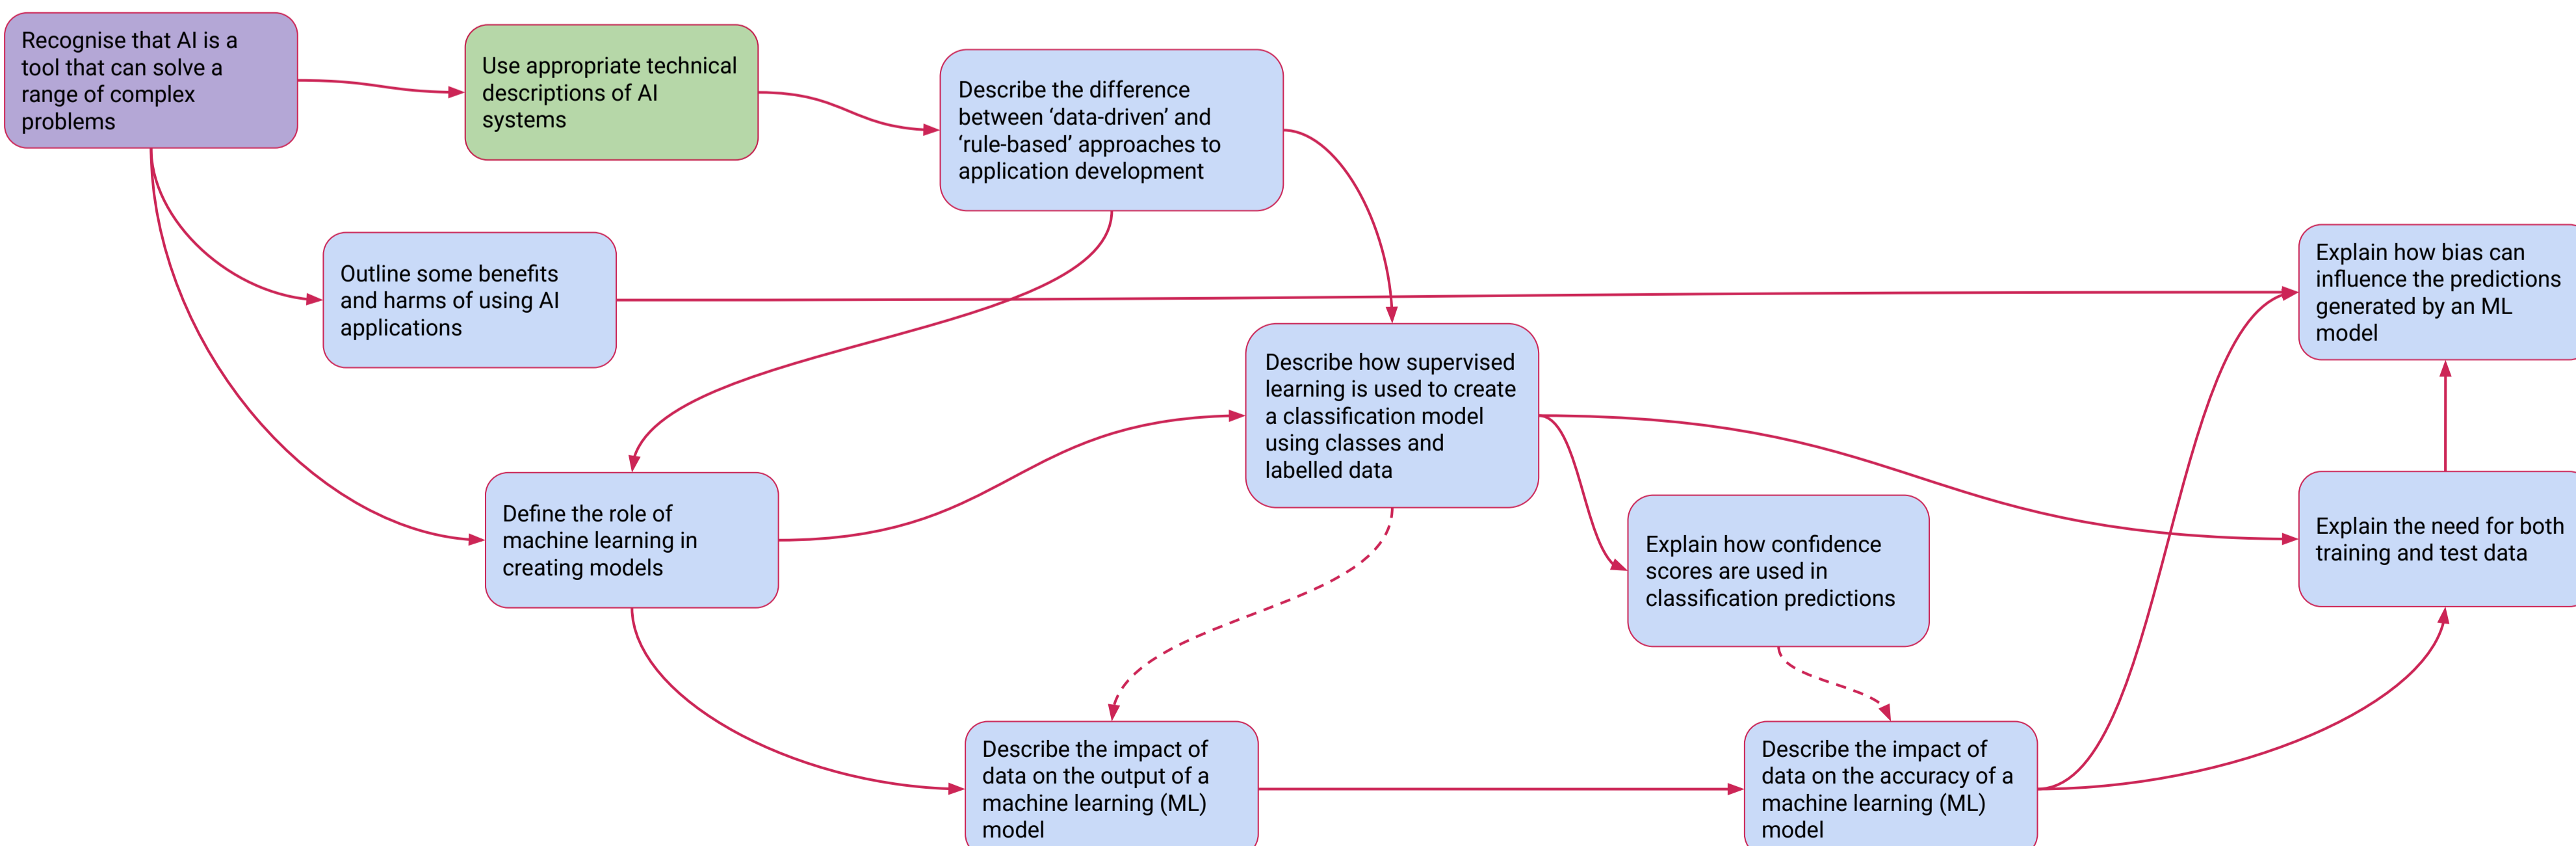 Recognise that AI is a
tool that can solve a
range of complex
problems
Use appropriate technical
descriptions of AI
systems
Describe the difference
between ‘data-driven’ and
‘rule-based’ approaches to
application development
Outline some benefits
and harms of using AI
applications
Explain how bias can
influence the predictions
generated by an ML
model
Describe how supervised
learning is used to create
a classification model
using classes and
labelled data
Define the role of
machine learning in
creating models
Explain how confidence
scores are used in
classification predictions
Explain the need for both
training and test data
Describe the impact of
data on the output of a
machine learning (ML)
model
Describe the impact of
data on the accuracy of a
machine learning (ML)
model